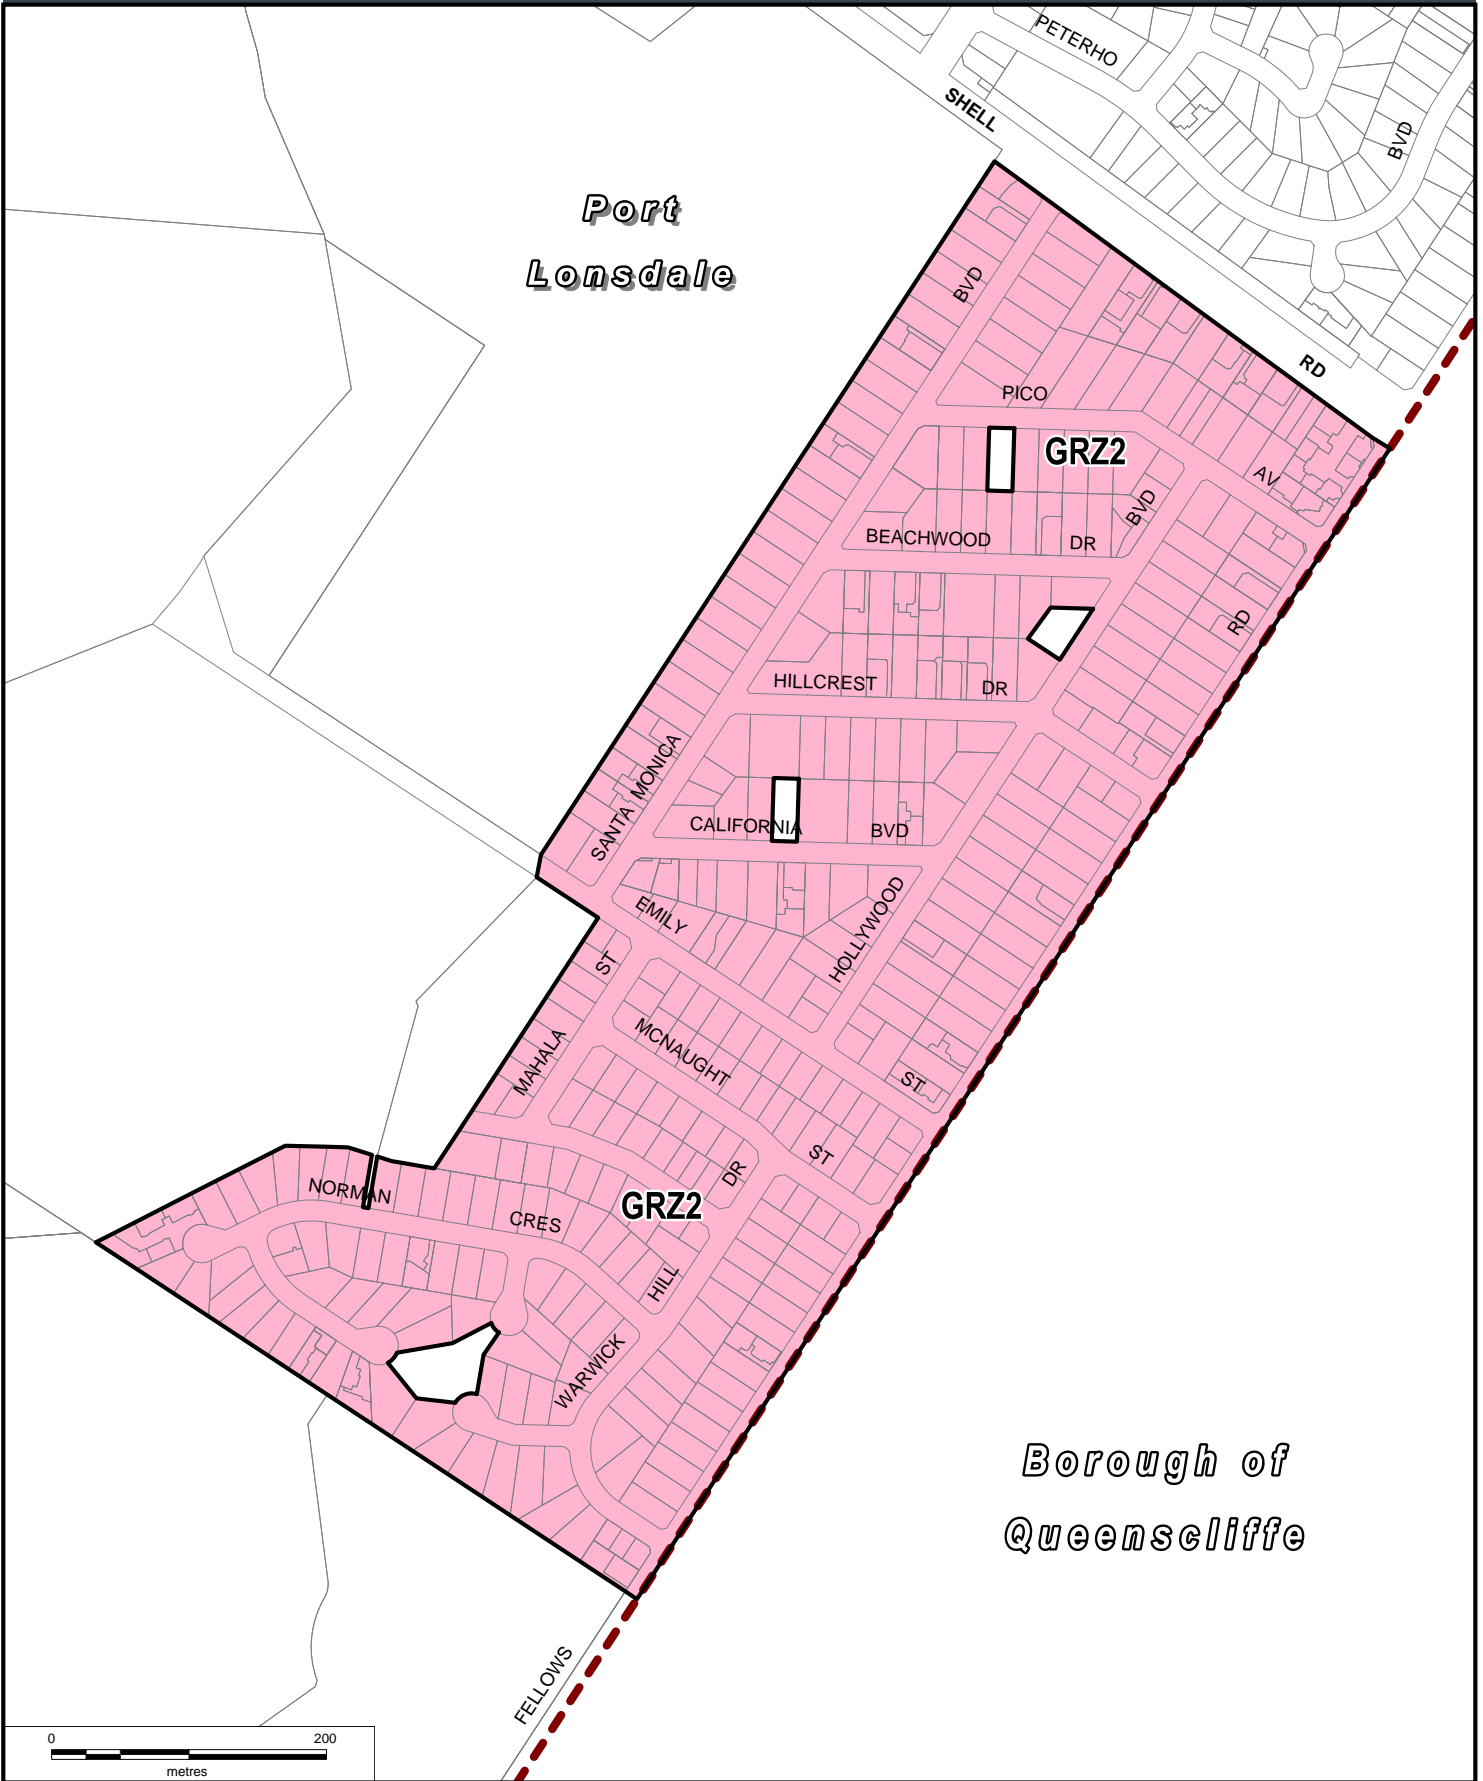 PETERHO
SHELL
BVD
Port
Lonsdale
BVD
RD
PICO
GRZ2
AV
BVD
BEACHWOOD
DR
RD
HILLCREST
DR
SANTA MONICA
CALIFORNIA
BVD
EMILY
HOLLYWOOD
ST
MAHALA
MCNAUGHT
ST
ST
DR
NORMAN
GRZ2
CRES
HILL
WARWICK
Borough of
Queenscliffe
FELLOWS
0 200
metres